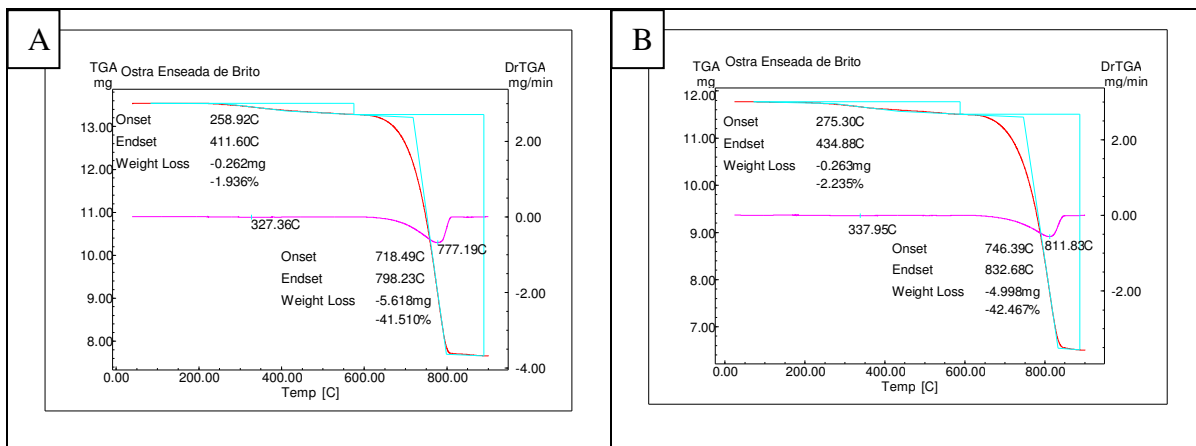 A
TGA
mg
Ostra Enseada de Brito
DrTGA
mg/min
13.00
12.00
11.00
10.00
9.00
8.00
2.00
0.00
-2.00
-4.00
Onset 258.92C
Endset 411.60C
Weight Loss -0.262mg
-1.936%
327.36C
777.19C
Onset 718.49C
Endset 798.23C
Weight Loss -5.618mg
-41.510%
0.00 200.00 400.00 600.00 800.00
Temp [C]
B
TGA
mg
Ostra Enseada de Brito
DrTGA
mg/min
12.00
11.00
10.00
9.00
8.00
7.00
2.00
0.00
-2.00
Onset 275.30C
Endset 434.88C
Weight Loss -0.263mg
-2.235%
337.95C
811.83C
Onset 746.39C
Endset 832.68C
Weight Loss -4.998mg
-42.467%
0.00 200.00 400.00 600.00 800.00
Temp [C]